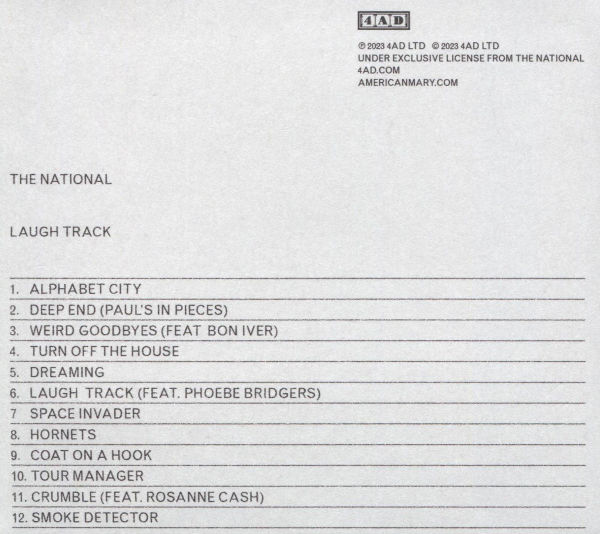 4AD
℗ 2023 4AD LTD © 2023 4AD LTD
UNDER EXCLUSIVE LICENSE FROM THE NATIONAL
4AD.COM
AMERICANMARY.COM
THE NATIONAL
LAUGH TRACK
1. ALPHABET CITY
2. DEEP END (PAUL'S IN PIECES)
3. WEIRD GOODBYES (FEAT BON IVER)
4. TURN OFF THE HOUSE
5. DREAMING
6. LAUGH TRACK (FEAT. PHOEBE BRIDGERS)
7 SPACE INVADER
8. HORNETS
9. COAT ON A HOOK
10. TOUR MANAGER
11. CRUMBLE (FEAT. ROSANNE CASH)
12. SMOKE DETECTOR